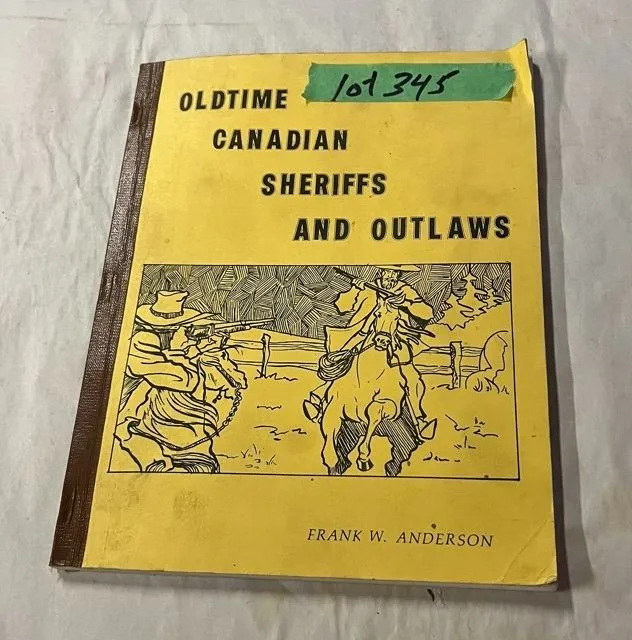 lot 345
OLDTIME
CANADIAN
SHERIFFS
AND OUTLAWS
FRANK W. ANDERSON